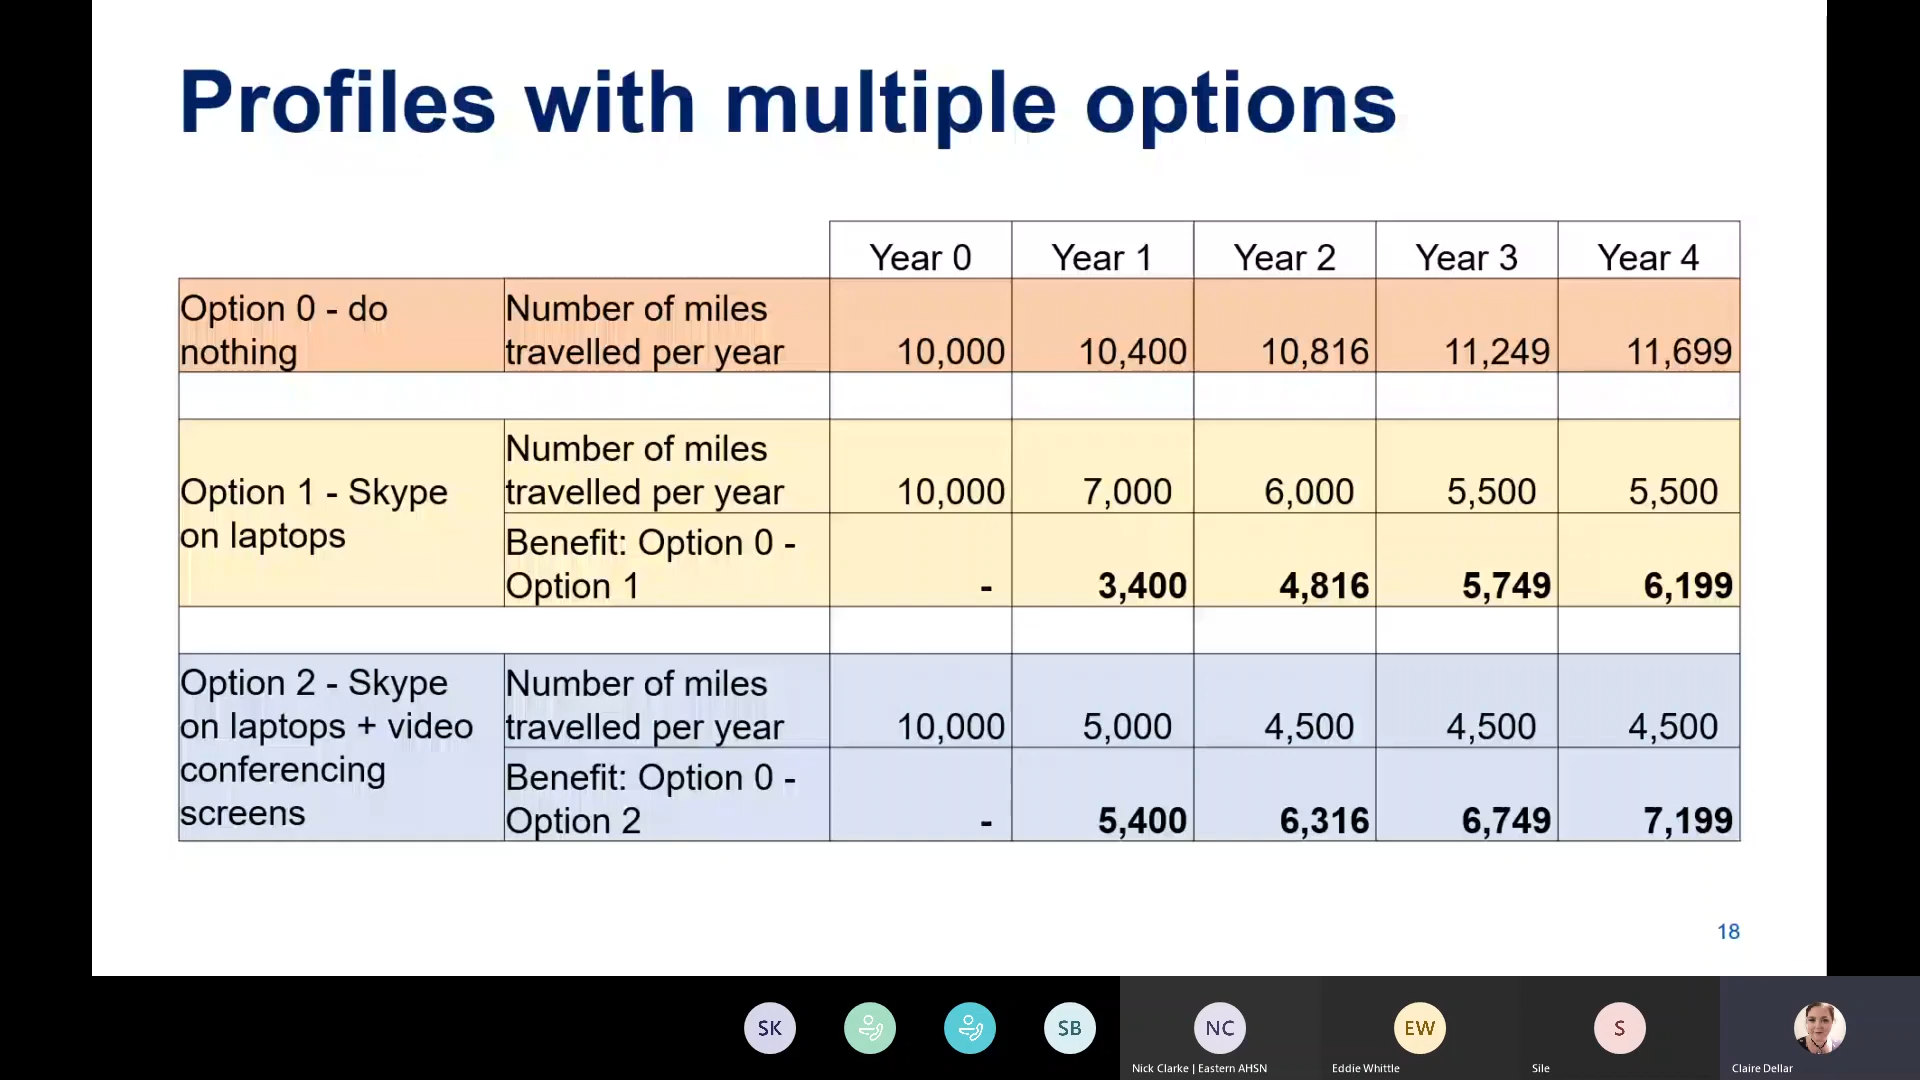 Profiles with multiple options
Year 0 Year 1 Year 2 Year 3 Year 4
Option 0 - do
nothing
Number of miles
travelled per year
10,000 10,400 10,816 11,249 11,699
Option 1 - Skype
on laptops
Number of miles
travelled per year
10,000 7,000 6,000 5,500 5,500
Benefit: Option 0 -
Option 1
- 3,400 4,816 5,749 6,199
Option 2 - Skype
on laptops + video
conferencing
screens
Number of miles
travelled per year
10,000 5,000 4,500 4,500 4,500
Benefit: Option 0 -
Option 2
- 5,400 6,316 6,749 7,199
18
SK SB NC EW S
Nick Clarke | Eastern AHSN Eddie Whittle Sile Claire Dellar